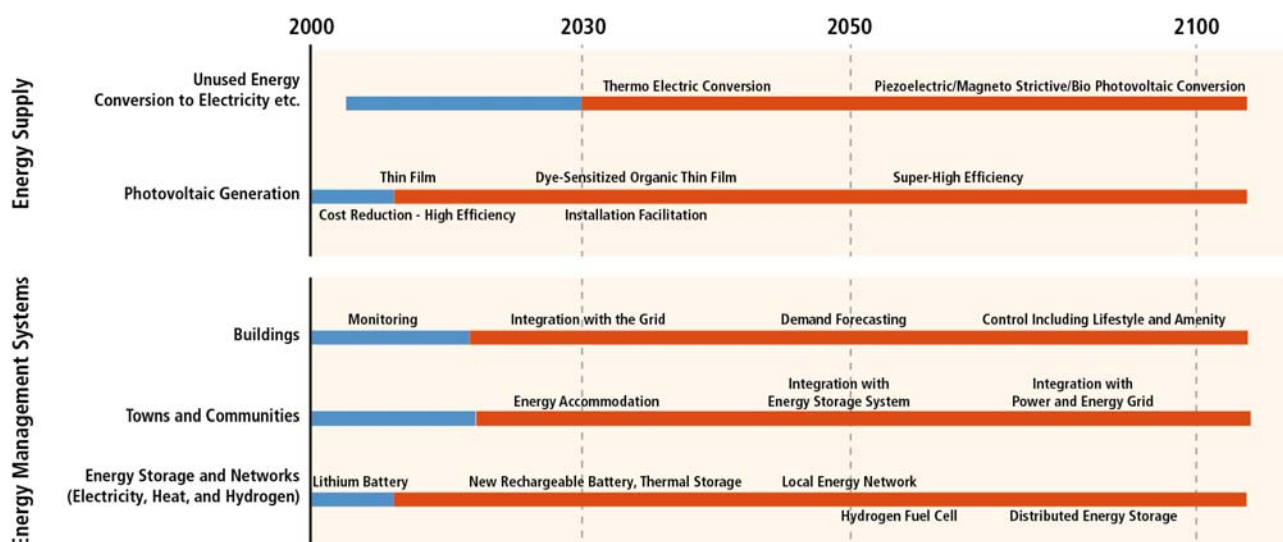 2000
2030
2050
2100
Energy Supply
Unused Energy
Conversion to Electricity etc.
Thermo Electric Conversion
Piezoelectric/Magneto Strictive/Bio Photovoltaic Conversion
Photovoltaic Generation
Thin Film
Dye-Sensitized Organic Thin Film
Super-High Efficiency
Cost Reduction - High Efficiency
Installation Facilitation
Energy Management Systems
Buildings
Monitoring
Integration with the Grid
Demand Forecasting
Control Including Lifestyle and Amenity
Towns and Communities
Energy Accommodation
Integration with
Energy Storage System
Integration with
Power and Energy Grid
Energy Storage and Networks
(Electricity, Heat, and Hydrogen)
Lithium Battery
New Rechargeable Battery, Thermal Storage
Local Energy Network
Hydrogen Fuel Cell
Distributed Energy Storage